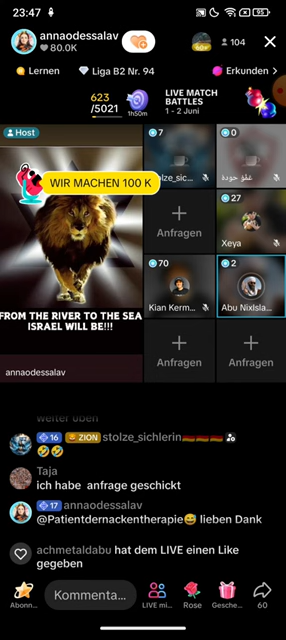 23:47
95
annaodessalav
80.0K
104
Lernen
Liga B2 Nr. 94
Erkunden >
623
/5021
1h50m
LIVE MATCH
BATTLES
1 - 2 Juni
Host
7
0
WIR MACHEN 100 K
olze_sic...
Anfragen
27
Xeya
FROM THE RIVER TO THE SEA
ISRAEL WILL BE!!!
70
Kian Kerm...
2
Abu NixIsla...
annaodessalav
Anfragen
Anfragen
weiter üben
16 ZION stolze_sichlerin
Taja
ich habe anfrage geschickt
17 annaodessalav
@Patientdernackentherapie😅 lieben Dank
achmetaldabu hat dem LIVE einen Like
gegeben
Abonn...
Kommenta...
LIVE mi...
Rose
Gesche...
60